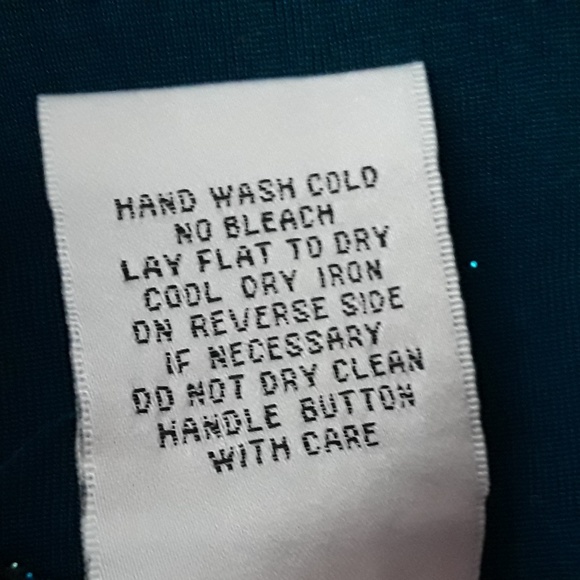 HAND WASH COLD
NO BLEACH
LAY FLAT TO DRY
COOL DRY IRON
ON REVERSE SIDE
IF NECESSARY
DO NOT DRY CLEAN
HANDLE BUTTON
WITH CARE